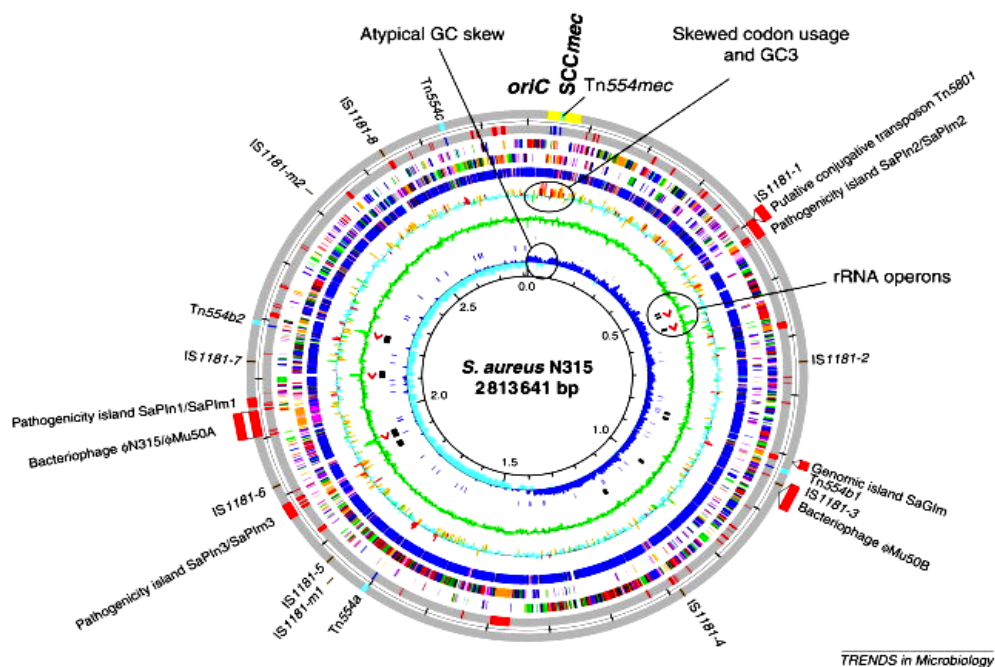 Atypical GC skew
Skewed codon usage
and GC3
oriC
SCCmec
Tn554mec
Tn554c
IS1181-8
IS1181-m2
IS1181-1
Putative conjugative transposon Tn5801
Pathogenicity island SaPIn2/SaPIm2
rRNA operons
Tn554b2
IS1181-7
IS1181-2
Pathogenicity island SaPIn1/SaPIm1
Bacteriophage ϕN315/ϕMu50A
IS1181-6
Pathogenicity island SaPIn3/SaPIm3
IS1181-5
IS1181-m1
Tn554a
Genomic island SaGIm
Tn554b1
IS1181-3
Bacteriophage ϕMu50B
IS1181-4
0.0
0.5
1.0
1.5
2.0
2.5
S. aureus N315
2813641 bp
TRENDS in Microbiology